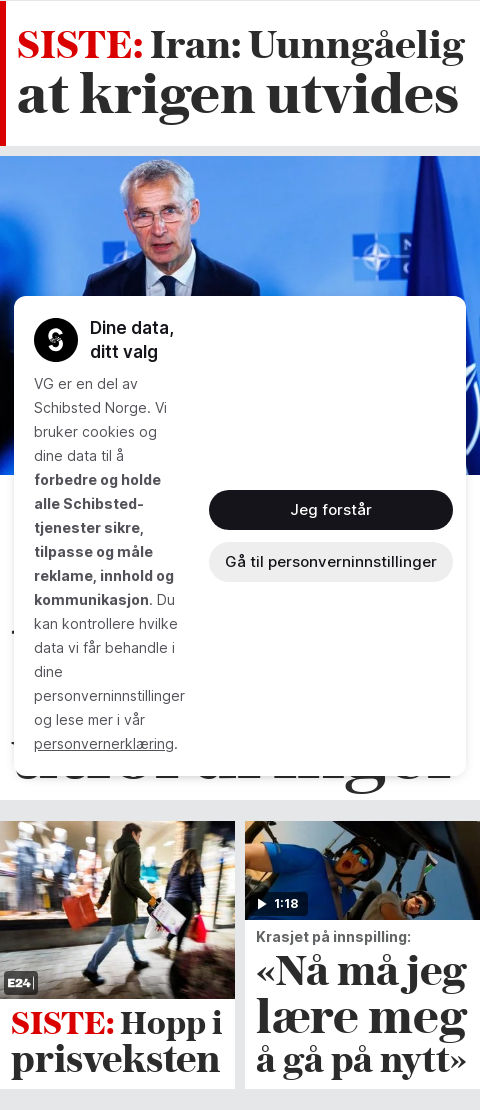 SISTE: Iran: Uunngåelig
at krigen utvides
Dine data,
ditt valg
VG er en del av
Schibsted Norge. Vi
bruker cookies og
dine data til å
forbedre og holde
alle Schibsted-
tjenester sikre,
tilpasse og måle
reklame, innhold og
kommunikasjon. Du
kan kontrollere hvilke
data vi får behandle i
dine
personverninnstillinger
og lese mer i vår
personvernerklæring.
Jeg forstår
Gå til personverninnstillinger
E24
SISTE: Hopp i
prisveksten
1:18
Krasjet på innspilling:
«Nå må jeg
lære meg
å gå på nytt»